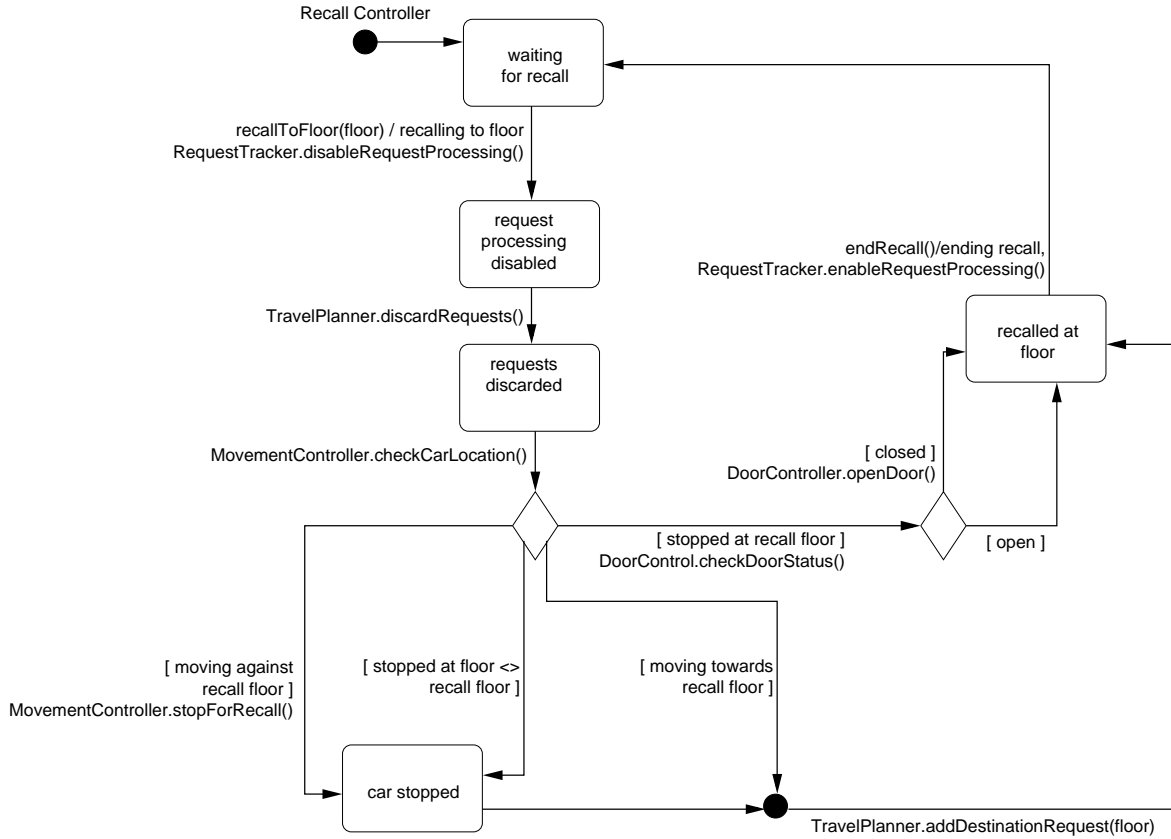 Recall Controller
waiting
for recall
recallToFloor(floor) / recalling to floor
RequestTracker.disableRequestProcessing()
request
processing
disabled
endRecall()/ending recall,
RequestTracker.enableRequestProcessing()
TravelPlanner.discardRequests()
recalled at
floor
requests
discarded
MovementController.checkCarLocation()
[ closed ]
DoorController.openDoor()
[ stopped at recall floor ]
DoorControl.checkDoorStatus()
[ open ]
[ moving against
recall floor ]
MovementController.stopForRecall()
[ stopped at floor <>
recall floor ]
[ moving towards
recall floor ]
car stopped
TravelPlanner.addDestinationRequest(floor)